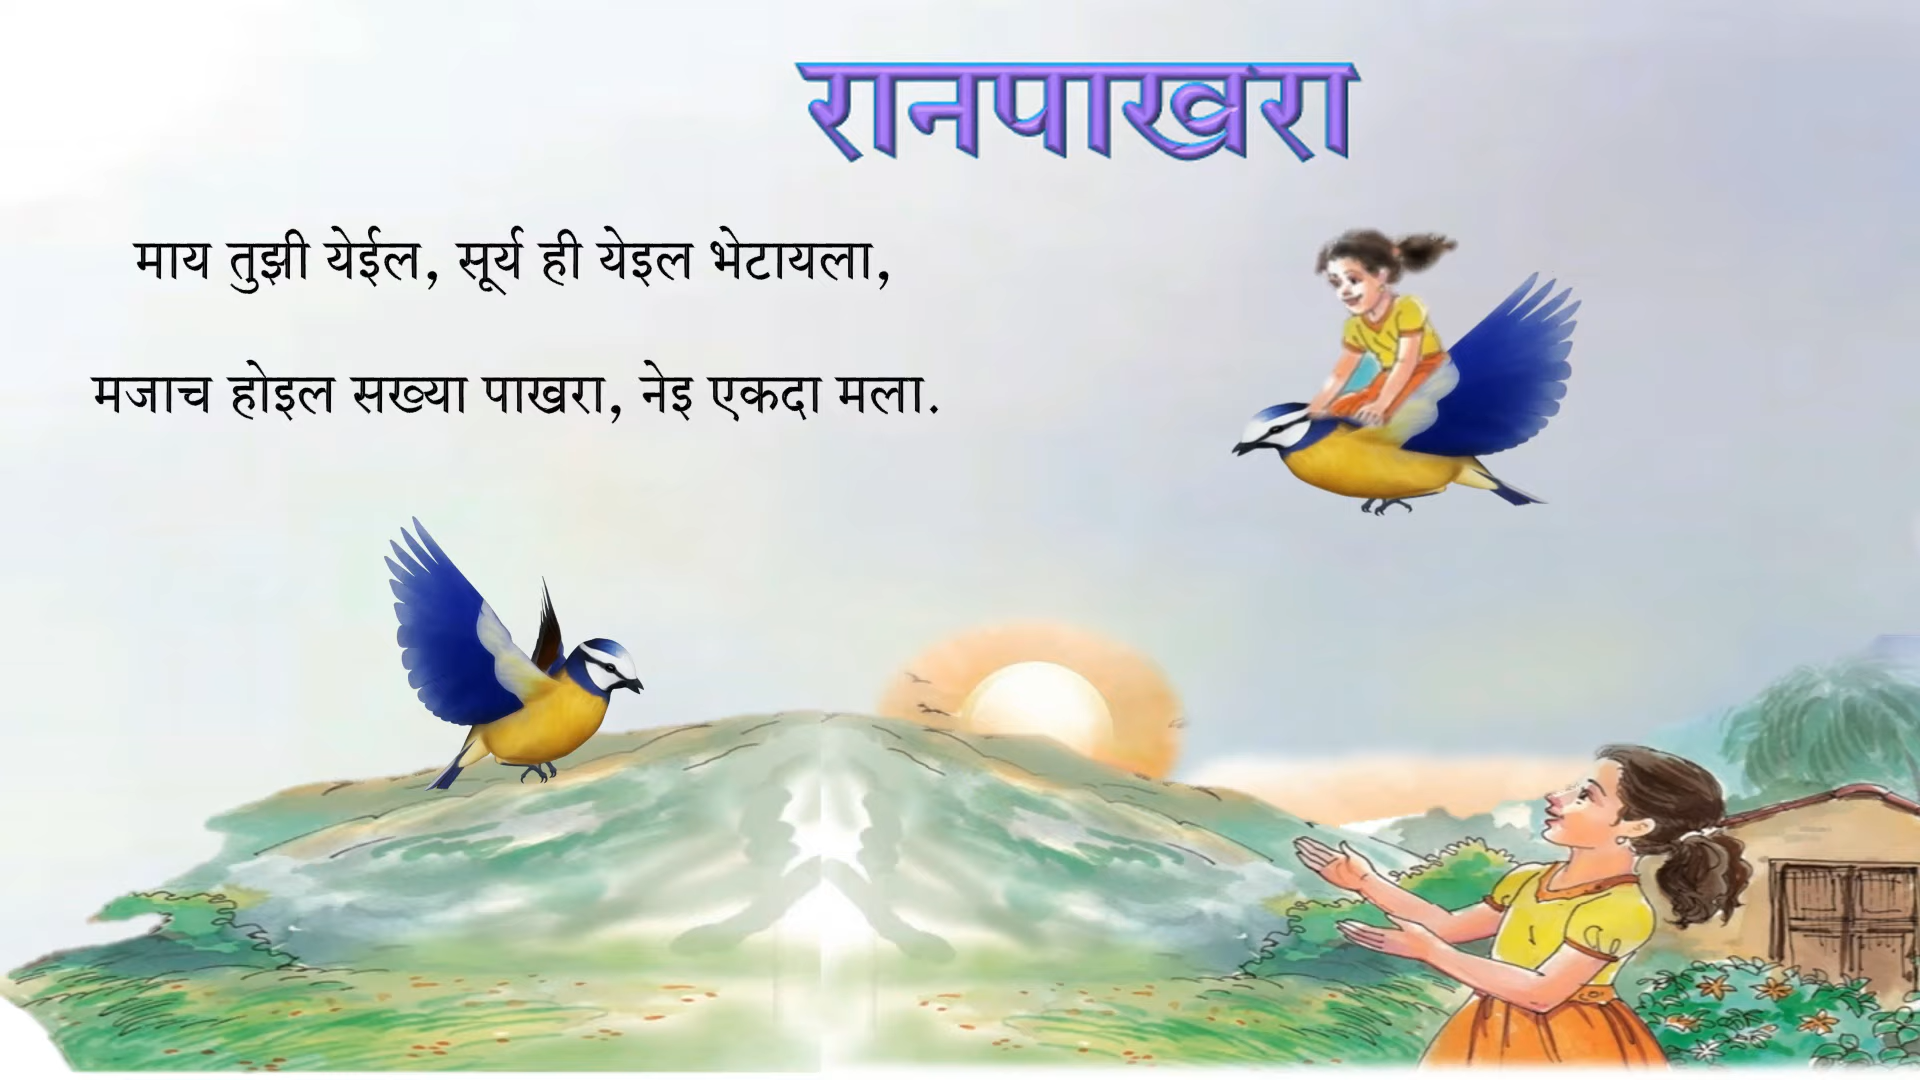 रानपाखरा
माय तुझी येईल, सूर्य ही येइल भेटायला,
मजाच होइल सख्या पाखरा, नेइ एकदा मला.